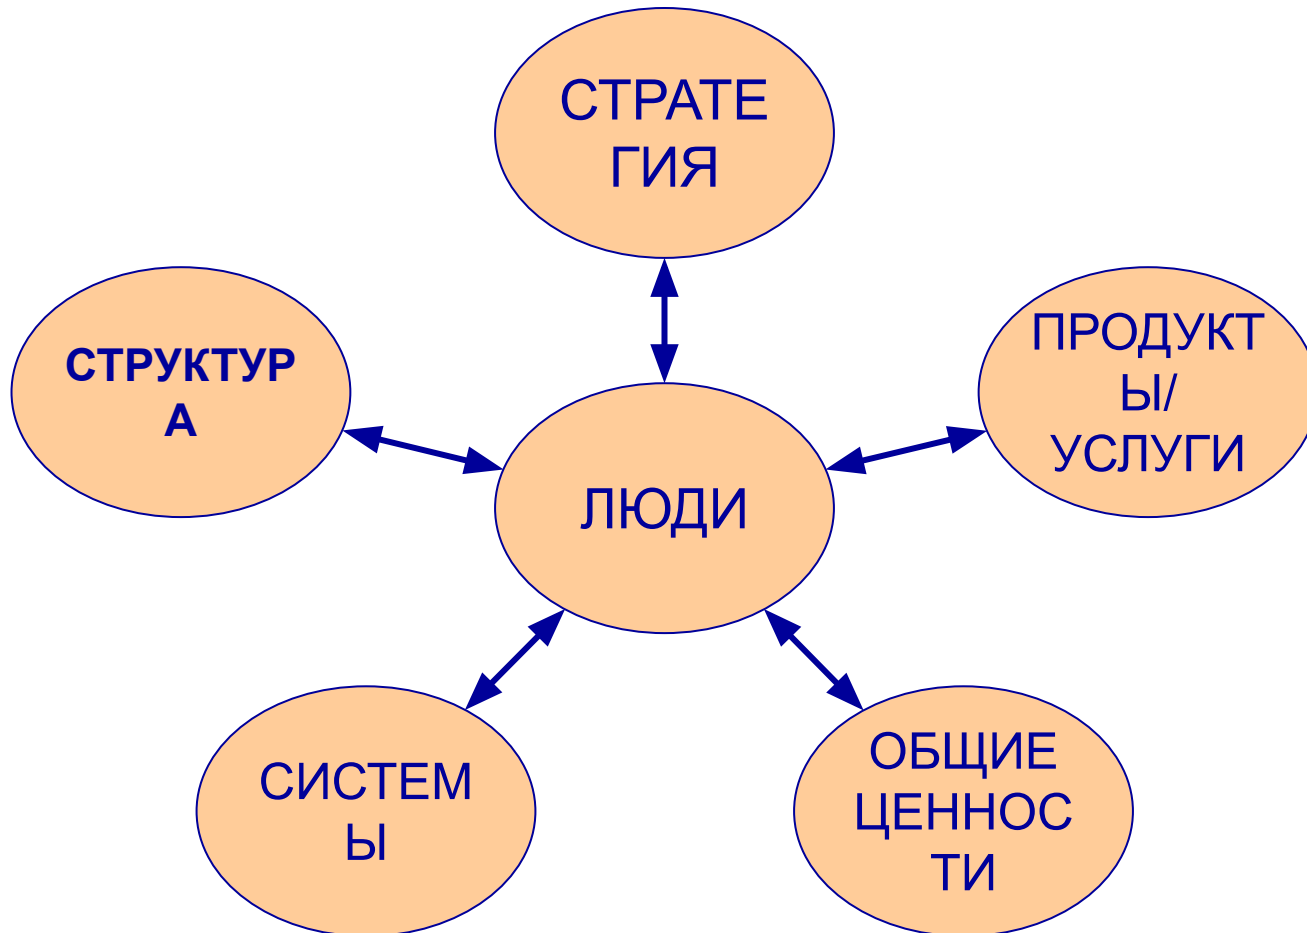 СТРАТЕ
ГИЯ
СТРУКТУР
А
ПРОДУКТ
Ы/
УСЛУГИ
ЛЮДИ
СИСТЕМ
Ы
ОБЩИЕ
ЦЕННОС
ТИ